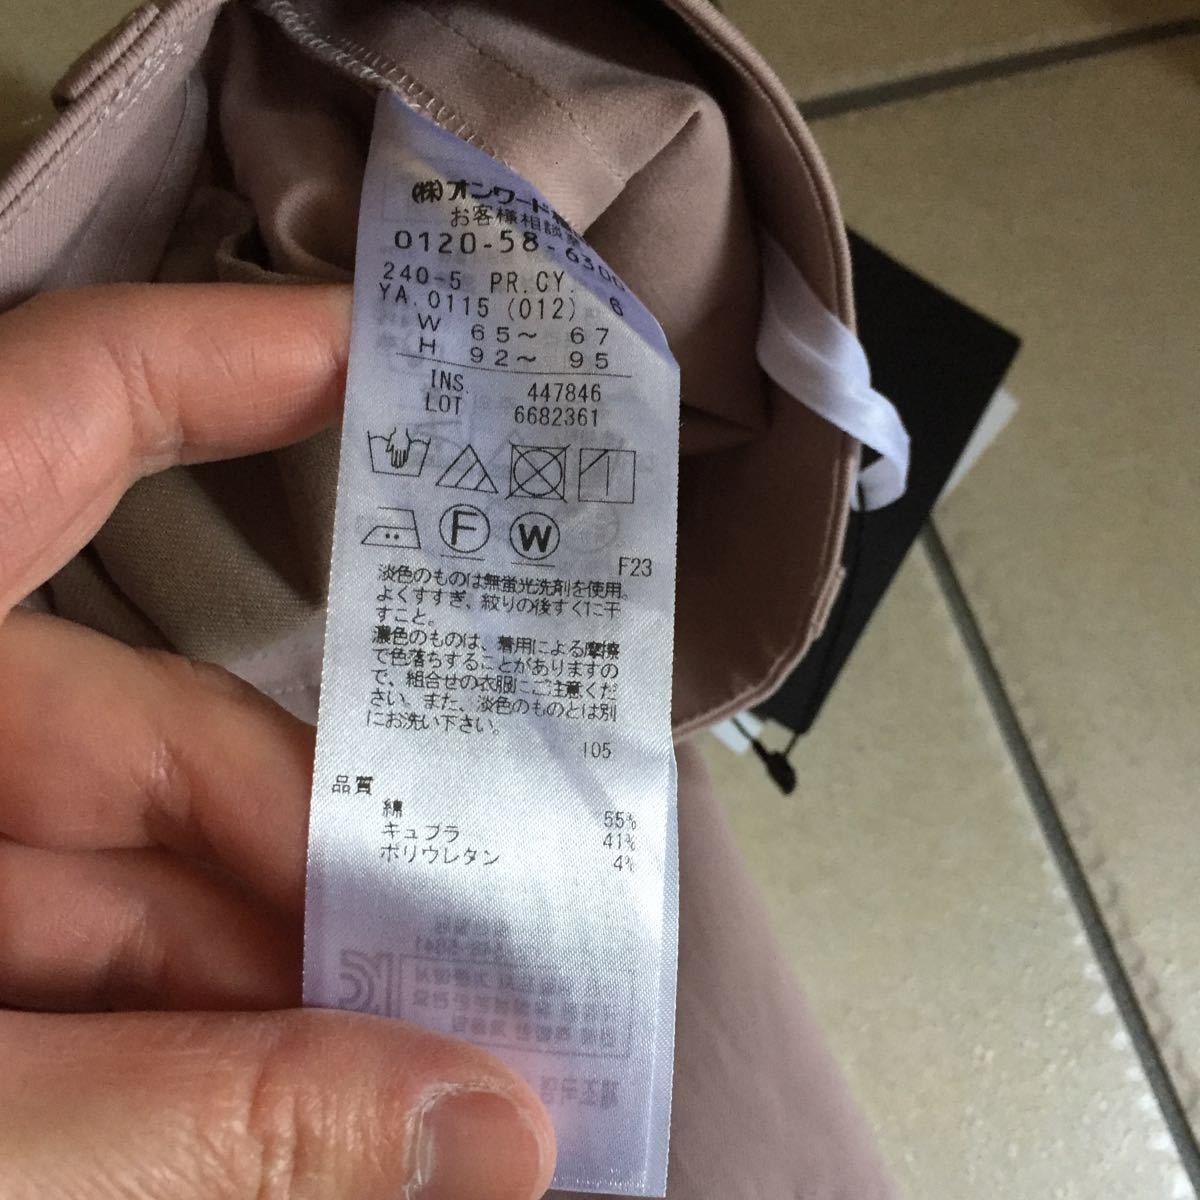 (株)オンワード
お客様相談室
0120-58-6300
240-5 PR.CY.
YA.0115(012) 6
W 65～ 67
H 92～ 95
INS. 447846
LOT 6682361
F W
F23
淡色のものは無蛍光洗剤を使用。
よくすすぎ、絞りの後すぐに干
すこと。
濃色のものは、着用による摩擦
で色落ちすることがありますの
で、組合せの衣服にご注意くだ
さい。また、淡色のものとは別
にお洗い下さい。
105
品質
綿 55%
キュプラ 41%
ポリウレタン 4%